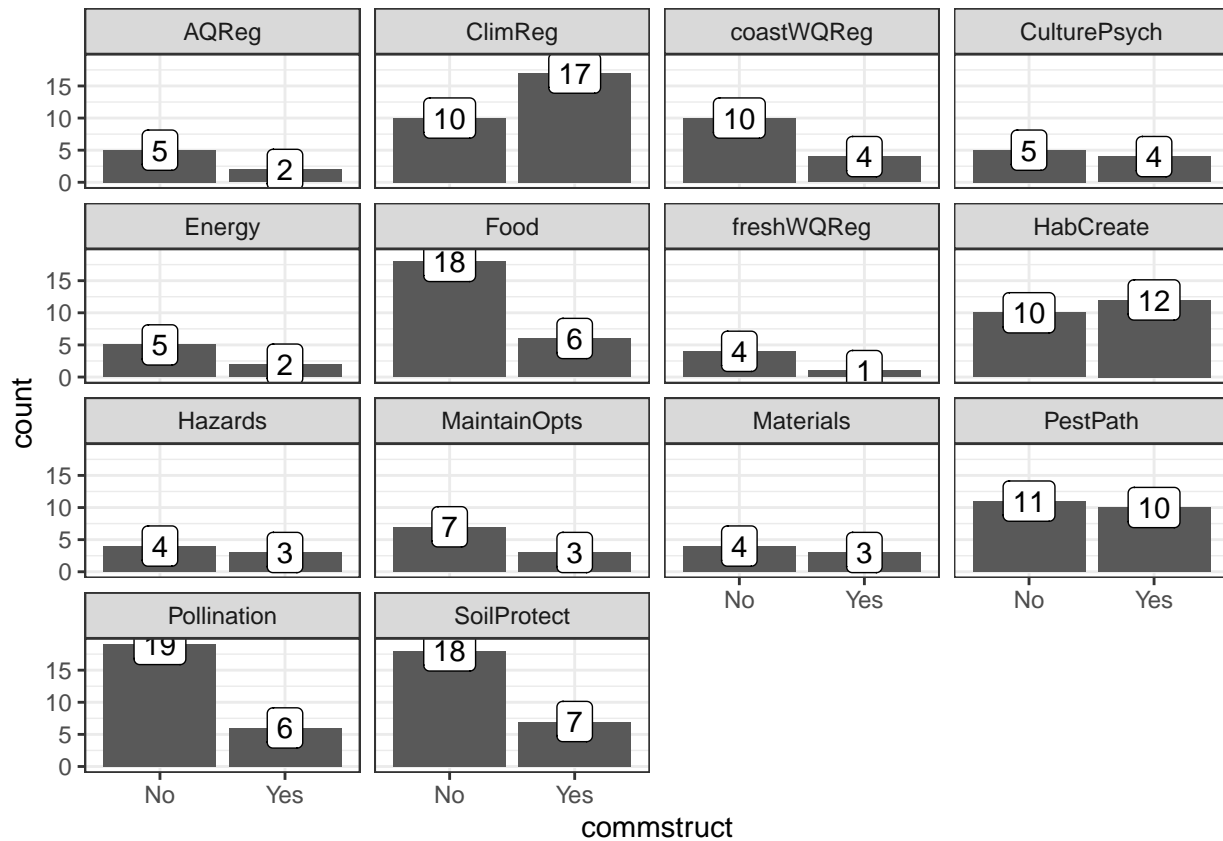 AQReg ClimReg coastWQReg CulturePsych
15 10 5 0
5 2 10 17 10 4 5 4
Energy Food freshWQReg HabCreate
15 10 5 0
5 2 18 6 4 1 10 12
Hazards MaintainOpts Materials PestPath
15 10 5 0
4 3 7 3 4 3 11 10
No Yes No Yes
Pollination SoilProtect
15 10 5 0
19 6 18 7
No Yes No Yes
commstruct
count